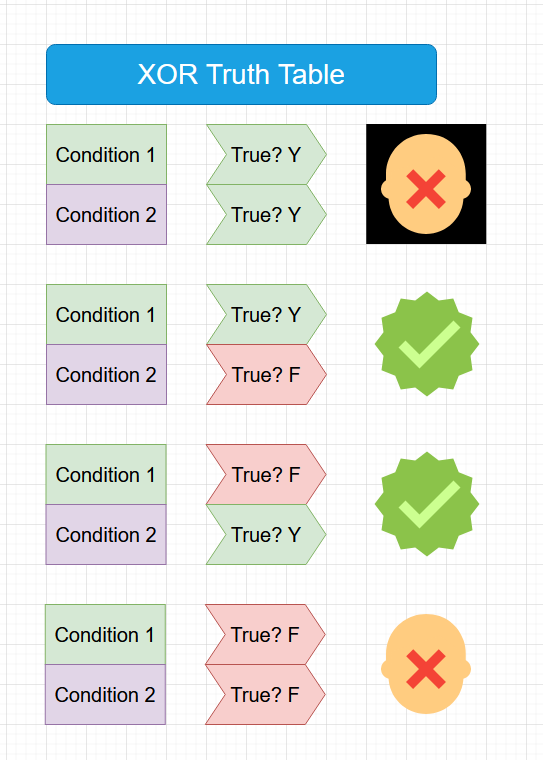 XOR Truth Table
Condition 1 True? Y
Condition 2 True? Y
Condition 1 True? Y
Condition 2 True? F
Condition 1 True? F
Condition 2 True? Y
Condition 1 True? F
Condition 2 True? F